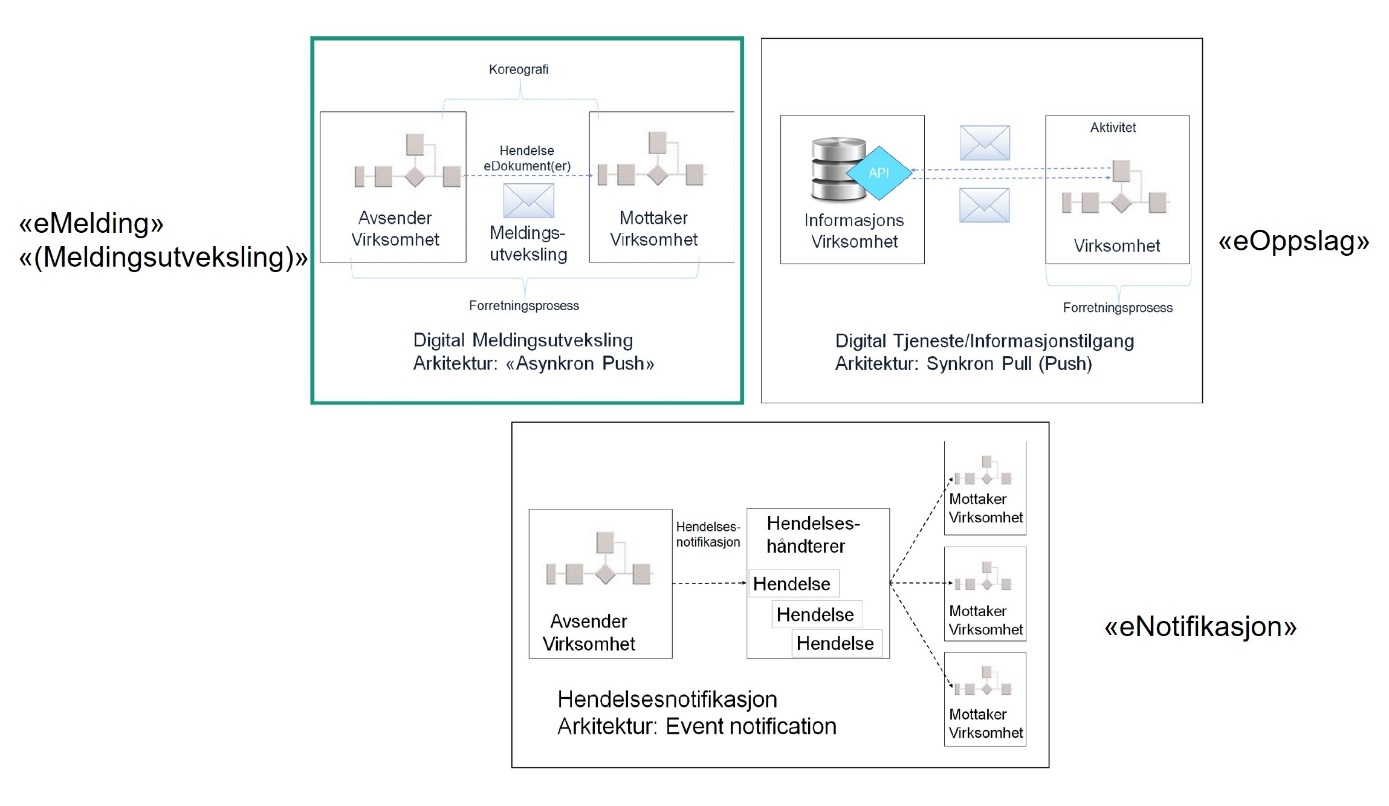 «eMelding»
«(Meldingsutveksling)»
Koreografi
Hendelse
eDokument(er)
Avsender
Virksomhet
Meldings-
utveksling
Mottaker
Virksomhet
Forretningsprosess
Digital Meldingsutveksling
Arkitektur: «Asynkron Push»
Aktivitet
API
Informasjons
Virksomhet
Virksomhet
Forretningsprosess
Digital Tjeneste/Informasjonstilgang
Arkitektur: Synkron Pull (Push)
«eOppslag»
Avsender
Virksomhet
Hendelses-
notifikasjon
Hendelses-
håndterer
Hendelse
Hendelse
Hendelse
Mottaker
Virksomhet
Mottaker
Virksomhet
Mottaker
Virksomhet
Hendelsesnotifikasjon
Arkitektur: Event notification
«eNotifikasjon»